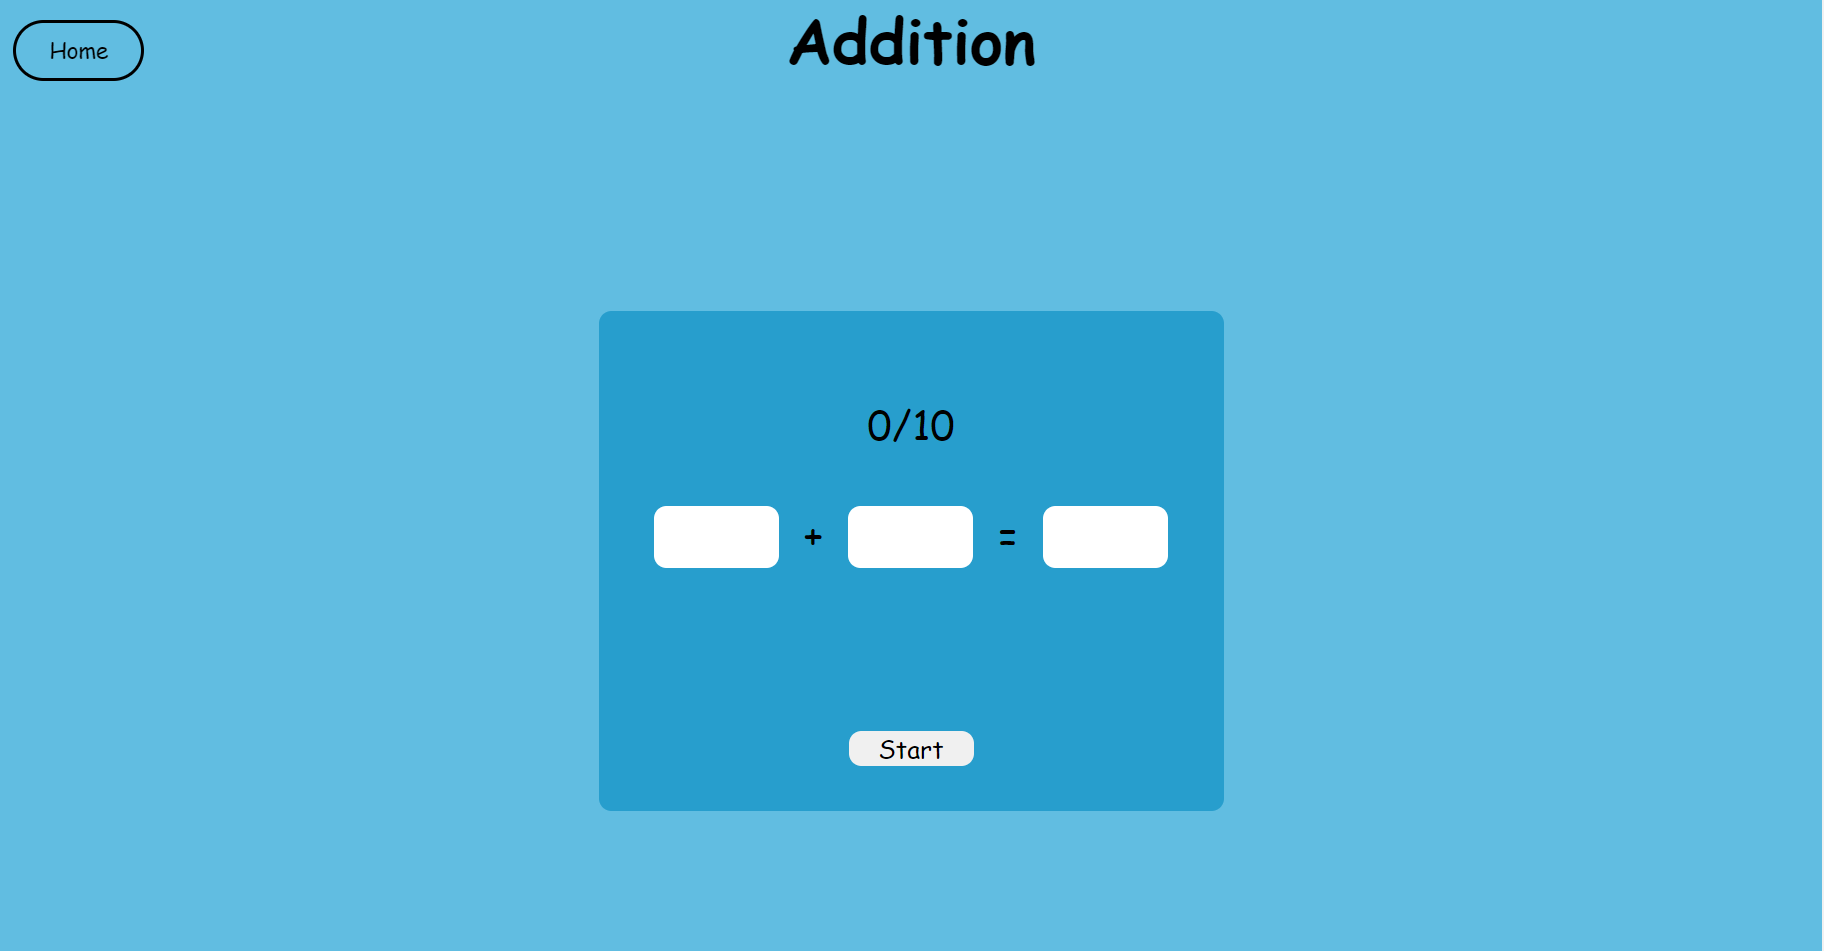 Home
Addition
0/10
+ =
Start